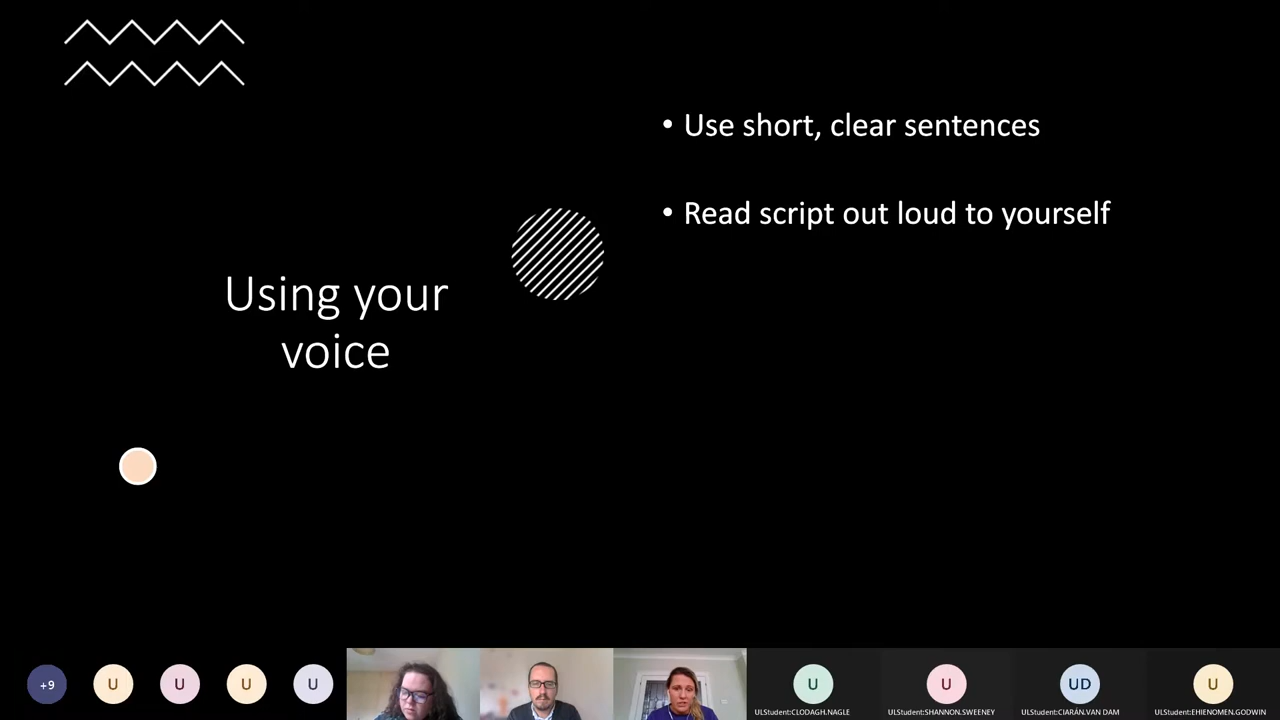 • Use short, clear sentences
• Read script out loud to yourself
Using your
voice
+9
U
U
U
U
U
U
UD
U
ULStudent:CLODAGH.NAGLE
ULStudent:SHANNON.SWEENEY
ULStudent:CIARÁN.VAN DAM
ULStudent:EHIENOMEN.GODWIN